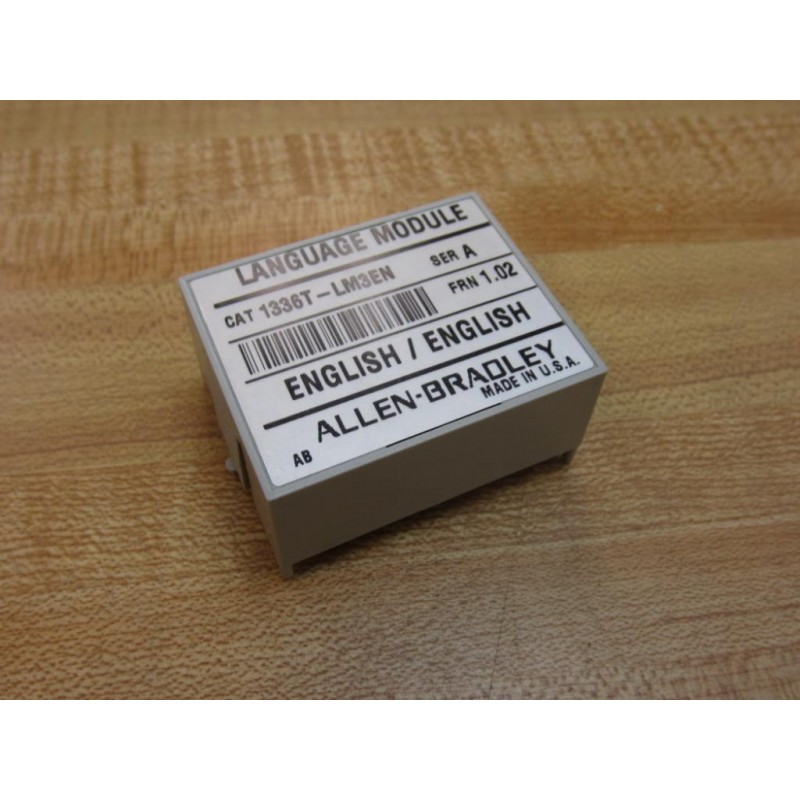 LANGUAGE MODULE
CAT 1336T-LM3EN SER A
FRN 1.02
ENGLISH / ENGLISH
ALLEN-BRADLEY
AB MADE IN U.S.A.